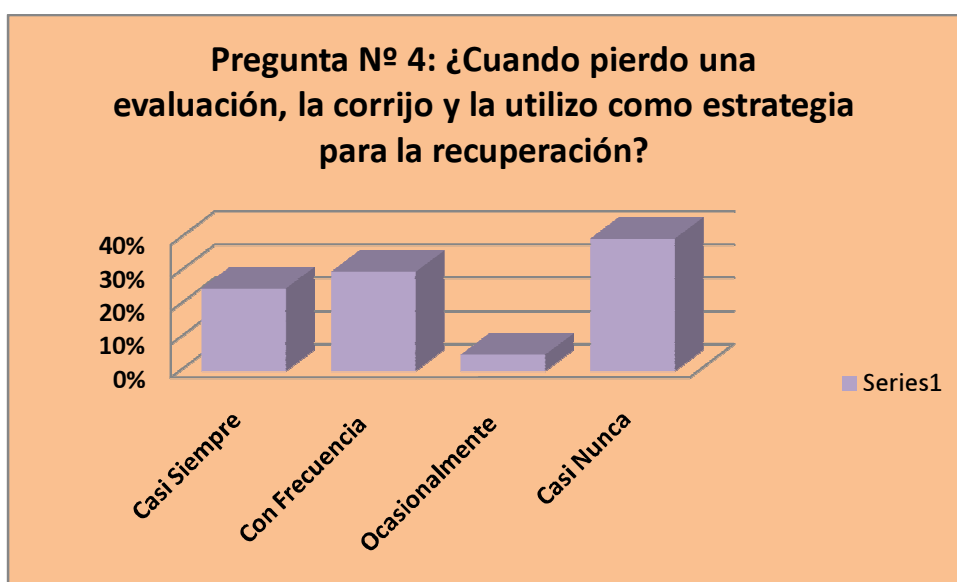 Pregunta Nº 4: ¿Cuando pierdo una
evaluación, la corrijo y la utilizo como estrategia
para la recuperación?
40%
30%
20%
10%
0%
Casi Siempre
Con Frecuencia
Ocasionalmente
Casi Nunca
Series1